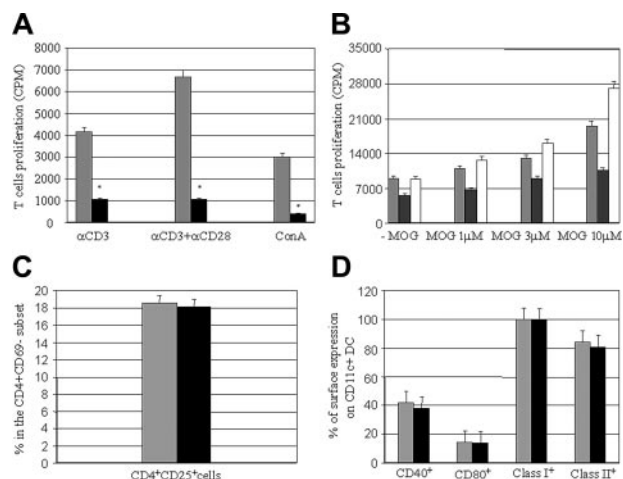 A
T cells proliferation (CPM)
8000
7000
6000
5000
4000
3000
2000
1000
0
*
*
*
αCD3
αCD3+αCD28
ConA
B
T cells proliferation (CPM)
35000
28000
21000
14000
7000
0
- MOG
MOG 1µM
MOG 3µM
MOG 10µM
C
% in the CD4+CD69- subset
20
18
16
14
12
10
8
6
4
2
0
CD4+CD25+cells
D
% of surface expression
on CD11c+ DC
120
100
80
60
40
20
0
CD40+
CD80+
Class I+
Class II+